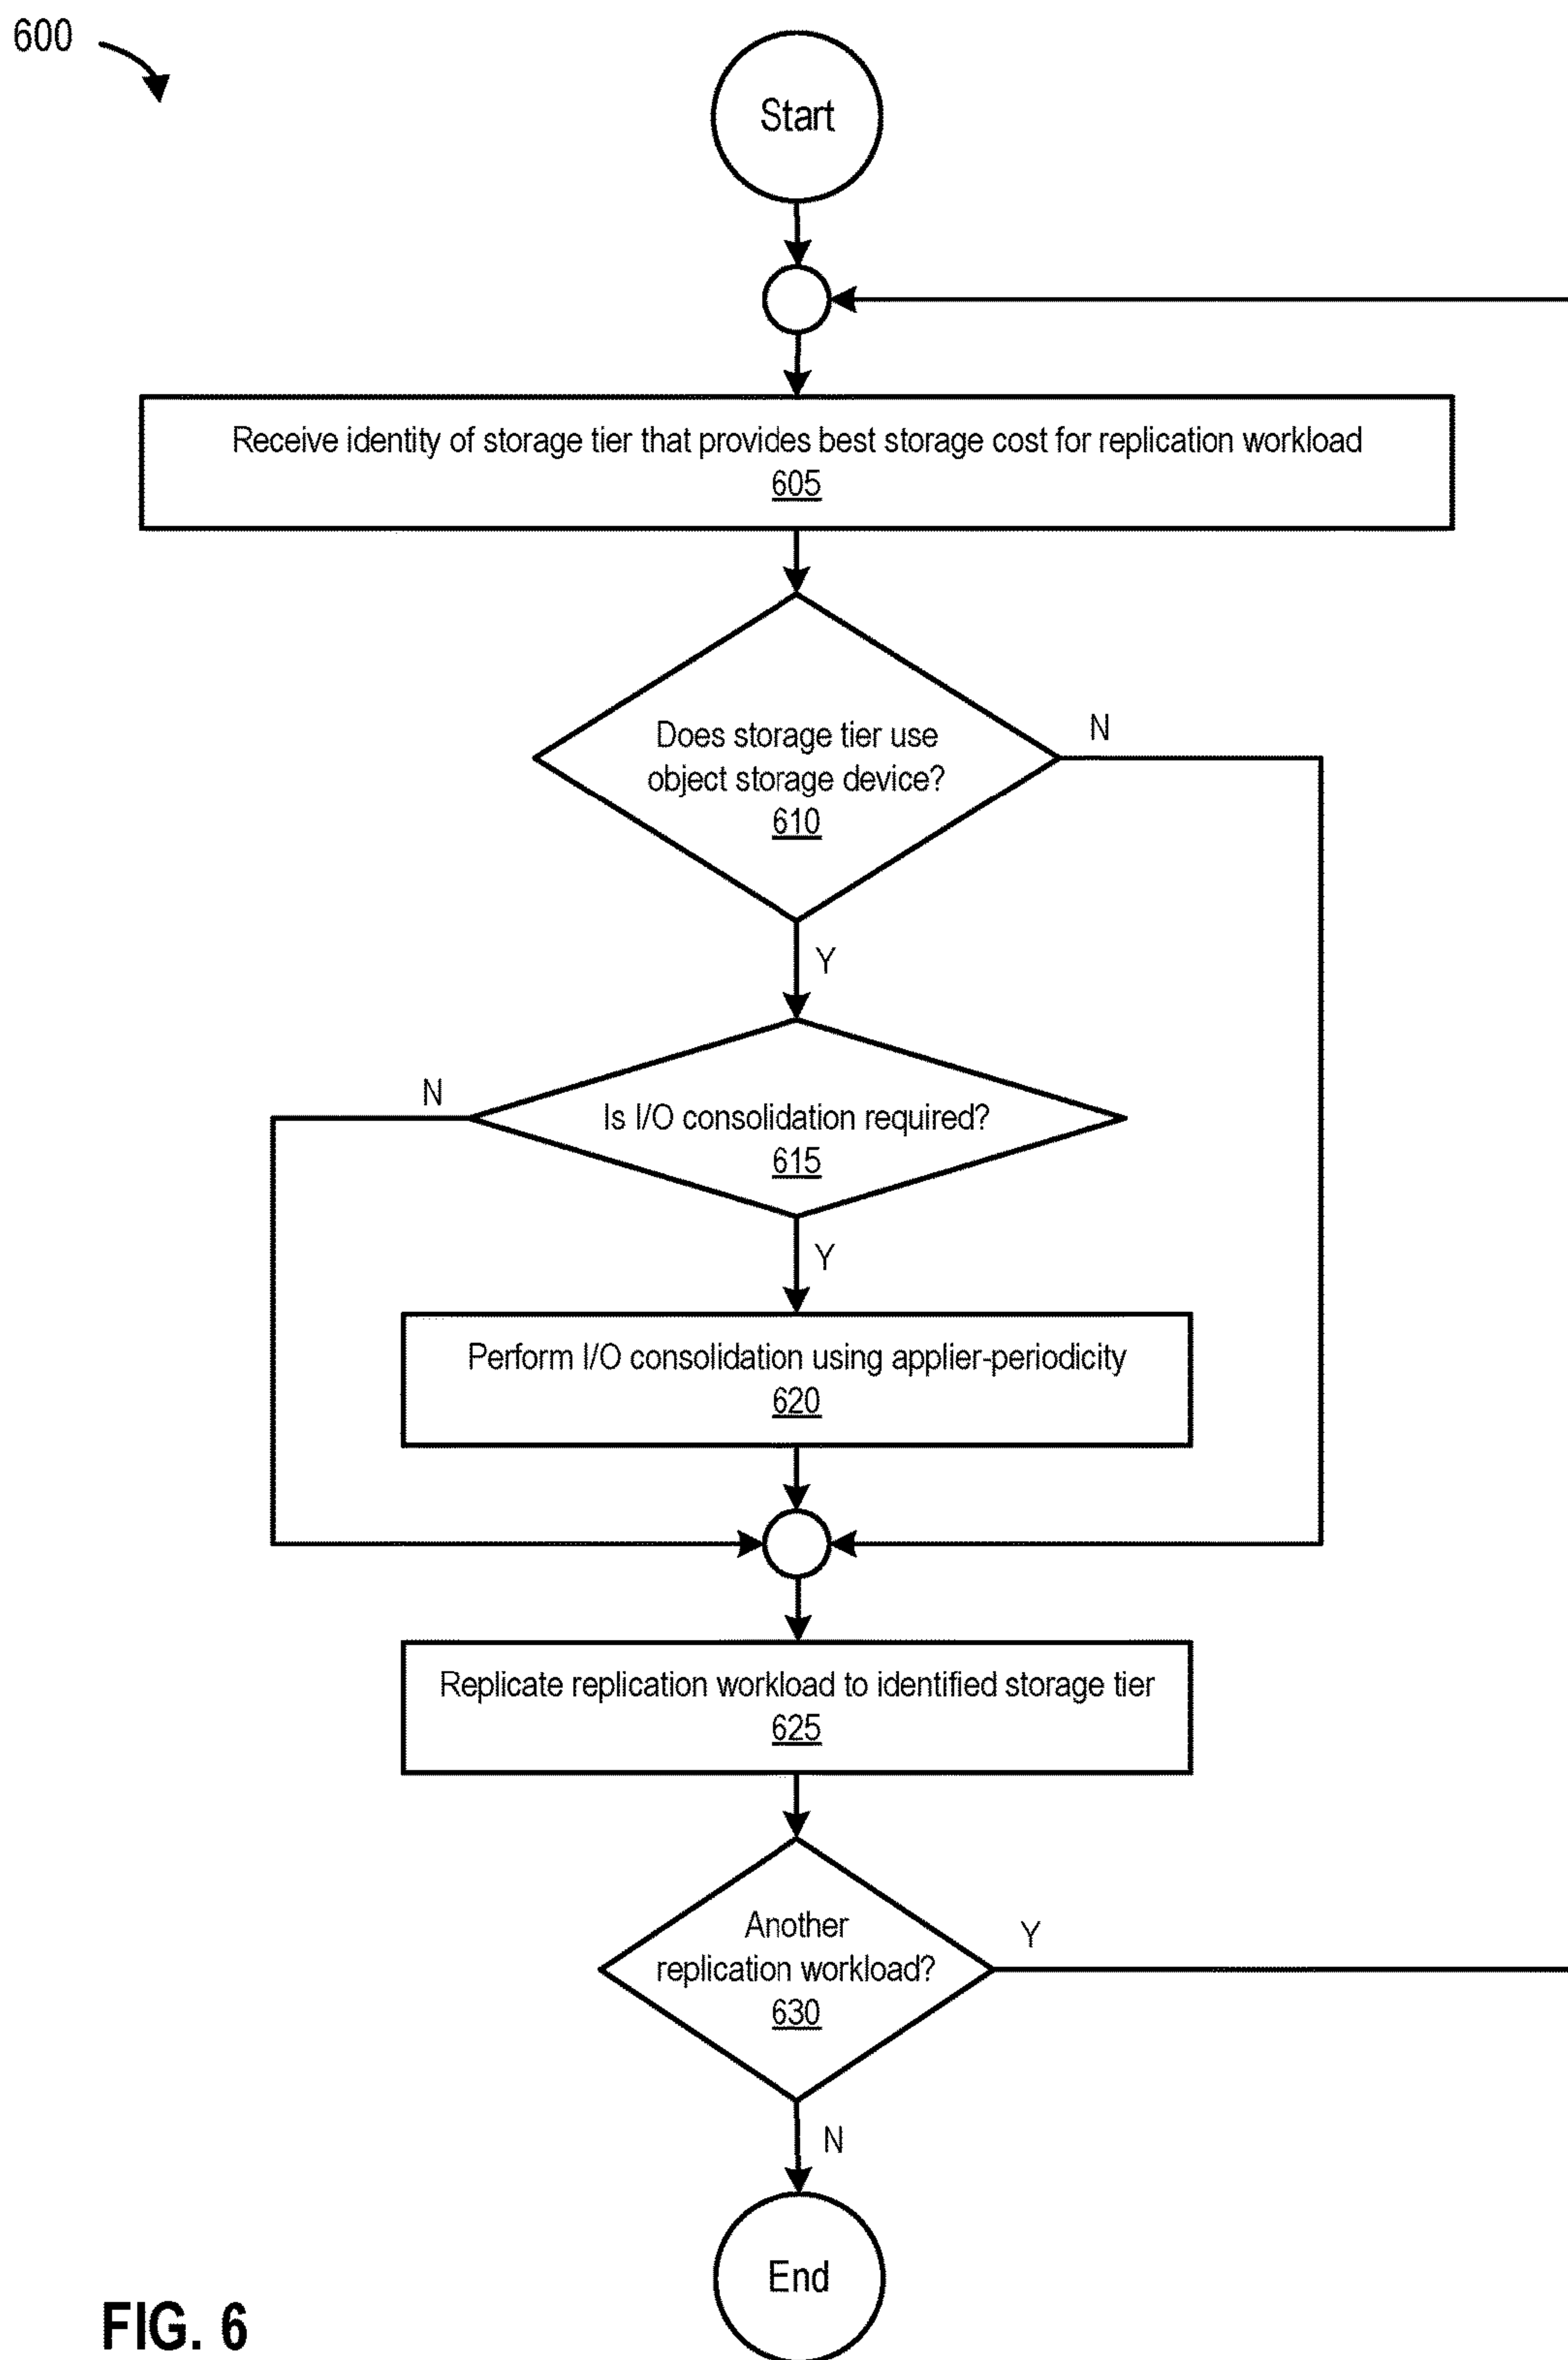 600
Start
Receive identity of storage tier that provides best storage cost for replication workload
605
Does storage tier use
object storage device?
610
N
Y
Is I/O consolidation required?
615
N
Y
Perform I/O consolidation using applier-periodicity
620
Replicate replication workload to identified storage tier
625
Another
replication workload?
630
Y
N
End
FIG. 6